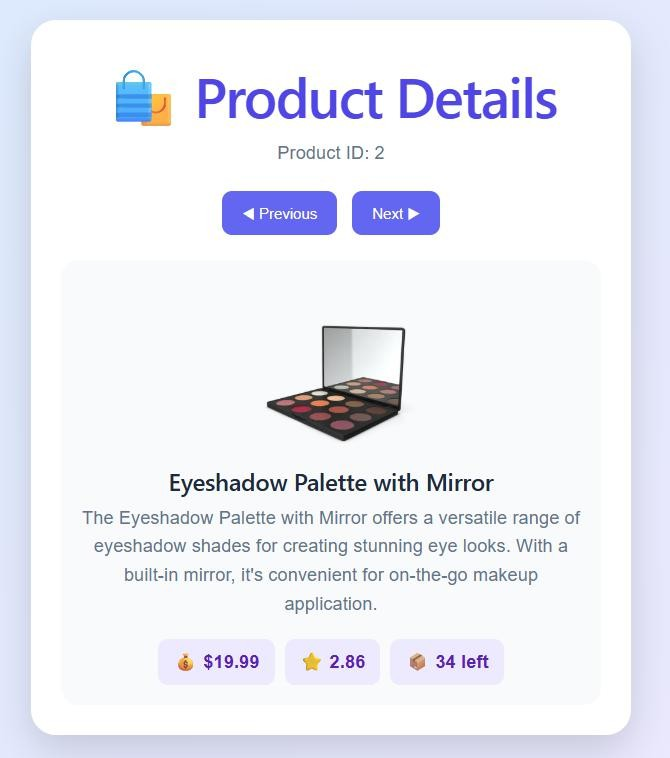 Product Details
Product ID: 2
◀ Previous
Next ▶
Eyeshadow Palette with Mirror
The Eyeshadow Palette with Mirror offers a versatile range of
eyeshadow shades for creating stunning eye looks. With a
built-in mirror, it's convenient for on-the-go makeup
application.
$19.99
2.86
34 left